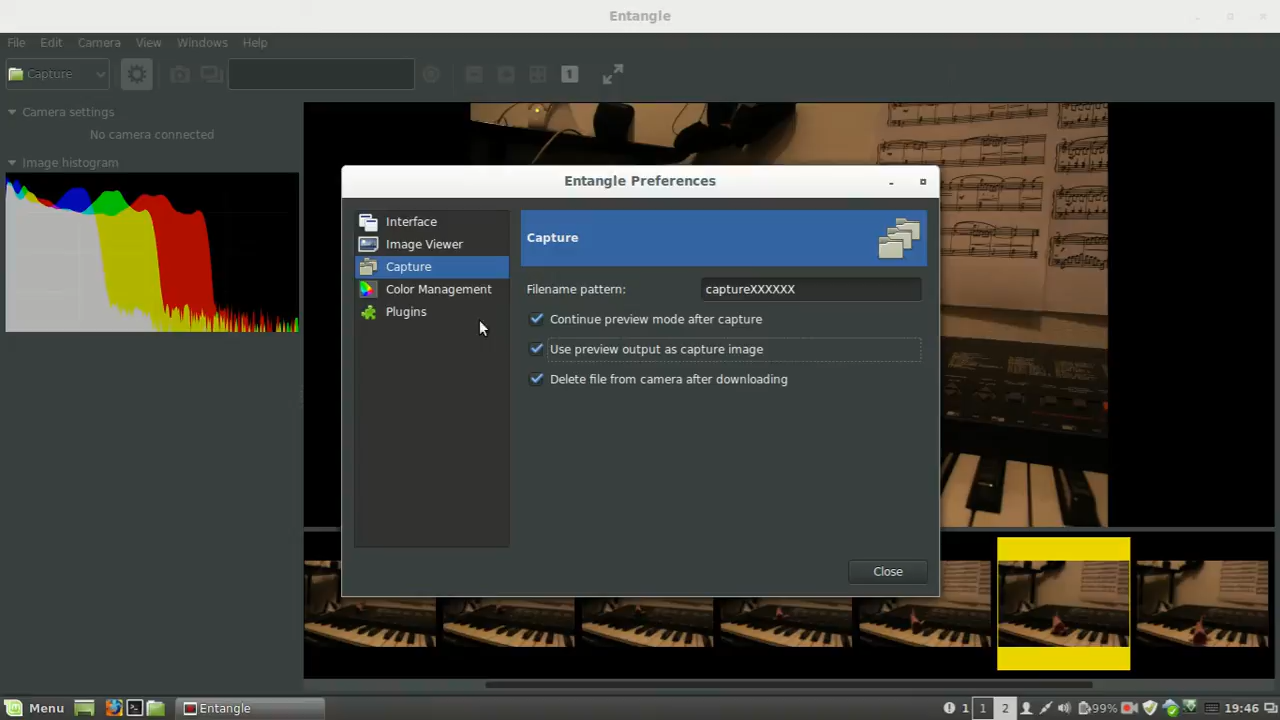 Entangle
File Edit Camera View Windows Help
Capture
1
Camera settings
No camera connected
Image histogram
Entangle Preferences
Interface
Image Viewer
Capture
Color Management
Plugins
Capture
Filename pattern: captureXXXXXX
Continue preview mode after capture
Use preview output as capture image
Delete file from camera after downloading
Close
Menu Entangle 1 1 2 99% 19:46